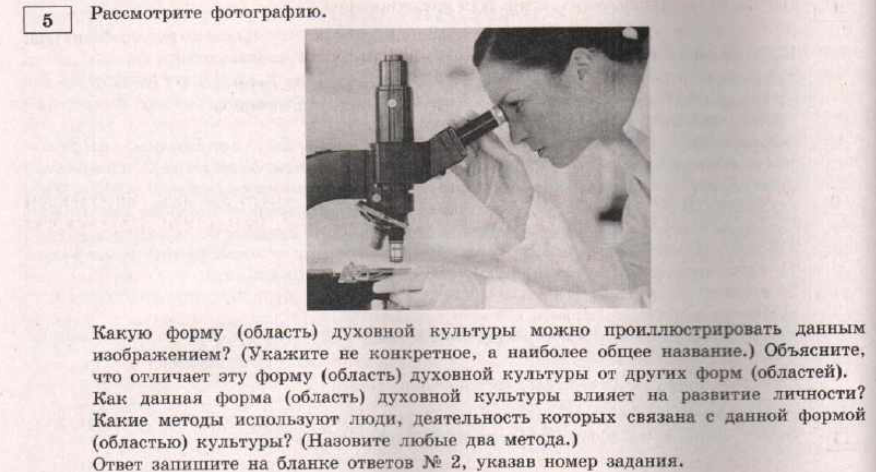 5 Рассмотрите фотографию.
Какую форму (область) духовной культуры можно проиллюстрировать данным
изображением? (Укажите не конкретное, а наиболее общее название.) Объясните,
что отличает эту форму (область) духовной культуры от других форм (областей).
Как данная форма (область) духовной культуры влияет на развитие личности?
Какие методы используют люди, деятельность которых связана с данной формой
(областью) культуры? (Назовите любые два метода.)
Ответ запишите на бланке ответов № 2, указав номер задания.